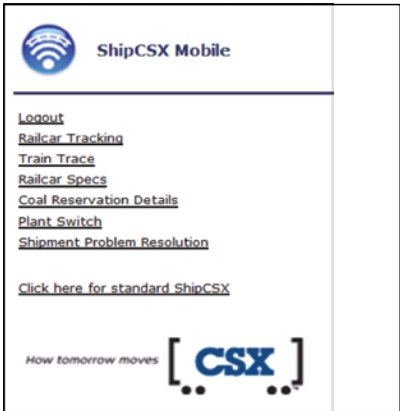 ShipCSX Mobile
Logout
Railcar Tracking
Train Trace
Railcar Specs
Coal Reservation Details
Plant Switch
Shipment Problem Resolution
Click here for standard ShipCSX
How tomorrow moves [CSX]™